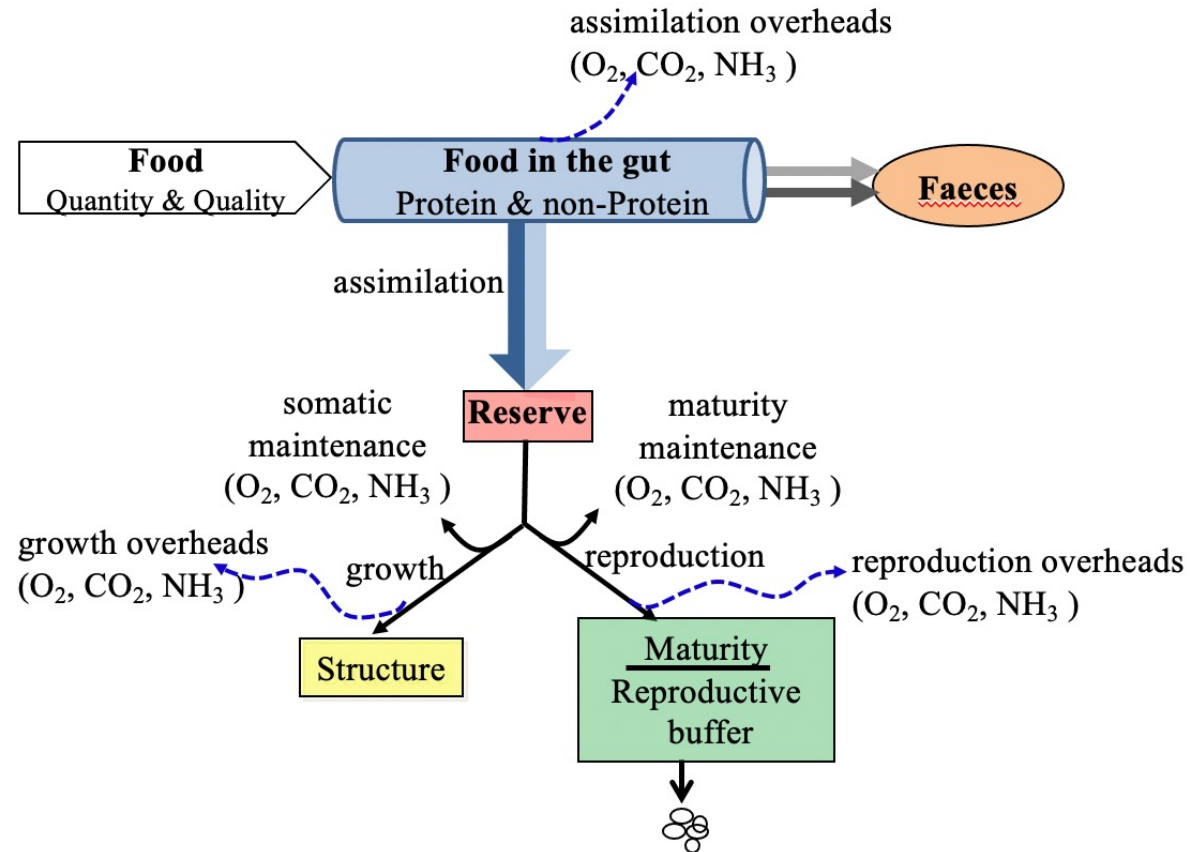 assimilation overheads
(O₂, CO₂, NH₃ )
Food
Quantity & Quality
Food in the gut
Protein & non-Protein
Faeces
assimilation
Reserve
somatic
maintenance
(O₂, CO₂, NH₃ )
maturity
maintenance
(O₂, CO₂, NH₃ )
growth overheads
(O₂, CO₂, NH₃ )
growth
reproduction
reproduction overheads
(O₂, CO₂, NH₃ )
Structure
Maturity
Reproductive
buffer